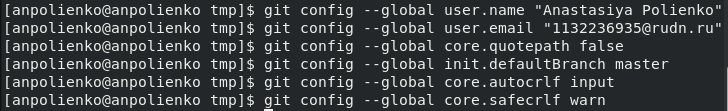 [anpolienko@anpolienko tmp]$ git config --global user.name "Anastasiya Polienko"
[anpolienko@anpolienko tmp]$ git config --global user.email "1132236935@rudn.ru"
[anpolienko@anpolienko tmp]$ git config --global core.quotepath false
[anpolienko@anpolienko tmp]$ git config --global init.defaultBranch master
[anpolienko@anpolienko tmp]$ git config --global core.autocrlf input
[anpolienko@anpolienko tmp]$ git config --global core.safecrlf warn